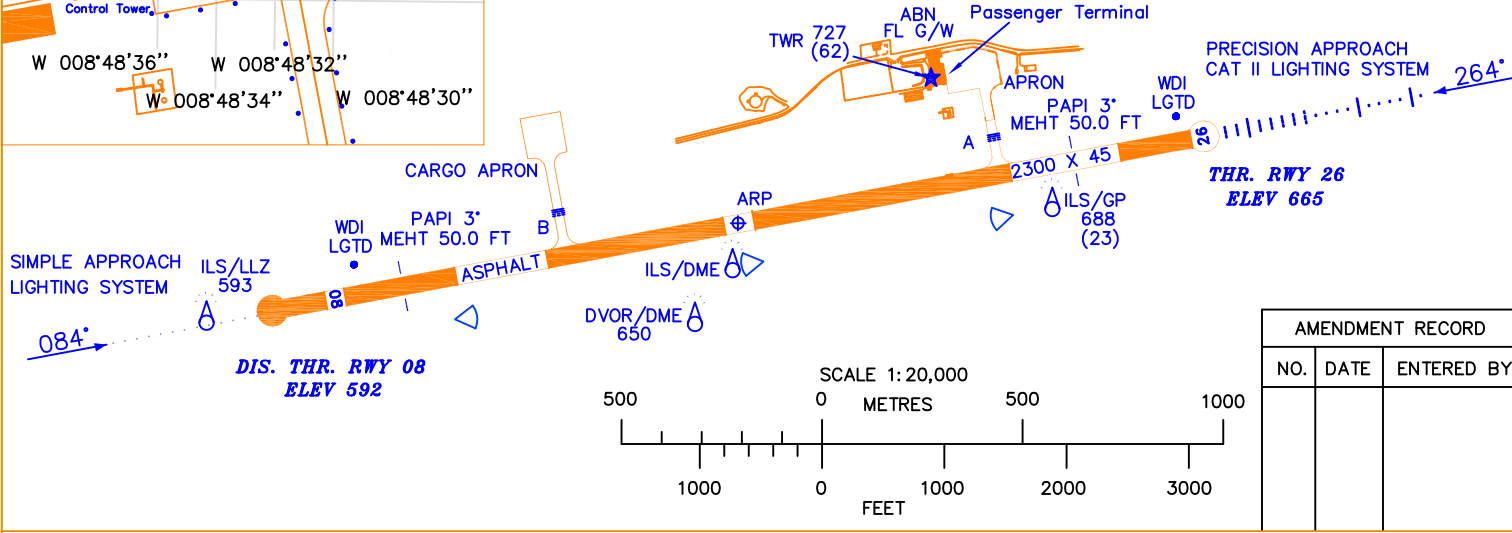 Control Tower
W 008°48'36''
W 008°48'32''
W 008°48'34''
W 008°48'30''
ABN
FL G/W
Passenger Terminal
TWR 727
(62)
APRON
PRECISION APPROACH
CAT II LIGHTING SYSTEM
264°
WDI
LGTD
PAPI 3°
MEHT 50.0 FT
A
2300 X 45
26
THR. RWY 26
ELEV 665
CARGO APRON
B
ARP
ILS/GP
688
(23)
WDI
LGTD
PAPI 3°
MEHT 50.0 FT
ASPHALT
ILS/DME
SIMPLE APPROACH
LIGHTING SYSTEM
ILS/LLZ
593
08
DVOR/DME
650
084°
DIS. THR. RWY 08
ELEV 592
SCALE 1:20,000
METRES
500 0 500 1000
1000 0 1000 2000 3000
FEET
AMENDMENT RECORD
NO. DATE ENTERED BY